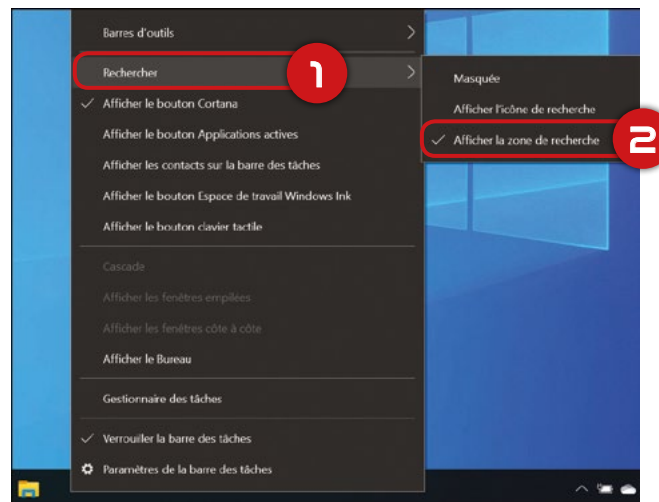 Barres d'outils
Rechercher
1
Masquée
Afficher le bouton Cortana
Afficher l'icône de recherche
Afficher le bouton Applications actives
Afficher la zone de recherche
2
Afficher les contacts sur la barre des tâches
Afficher le bouton Espace de travail Windows Ink
Afficher le bouton clavier tactile
Cascade
Afficher les fenêtres empilées
Afficher les fenêtres côte à côte
Afficher le Bureau
Gestionnaire des tâches
Verrouiller la barre des tâches
Paramètres de la barre des tâches